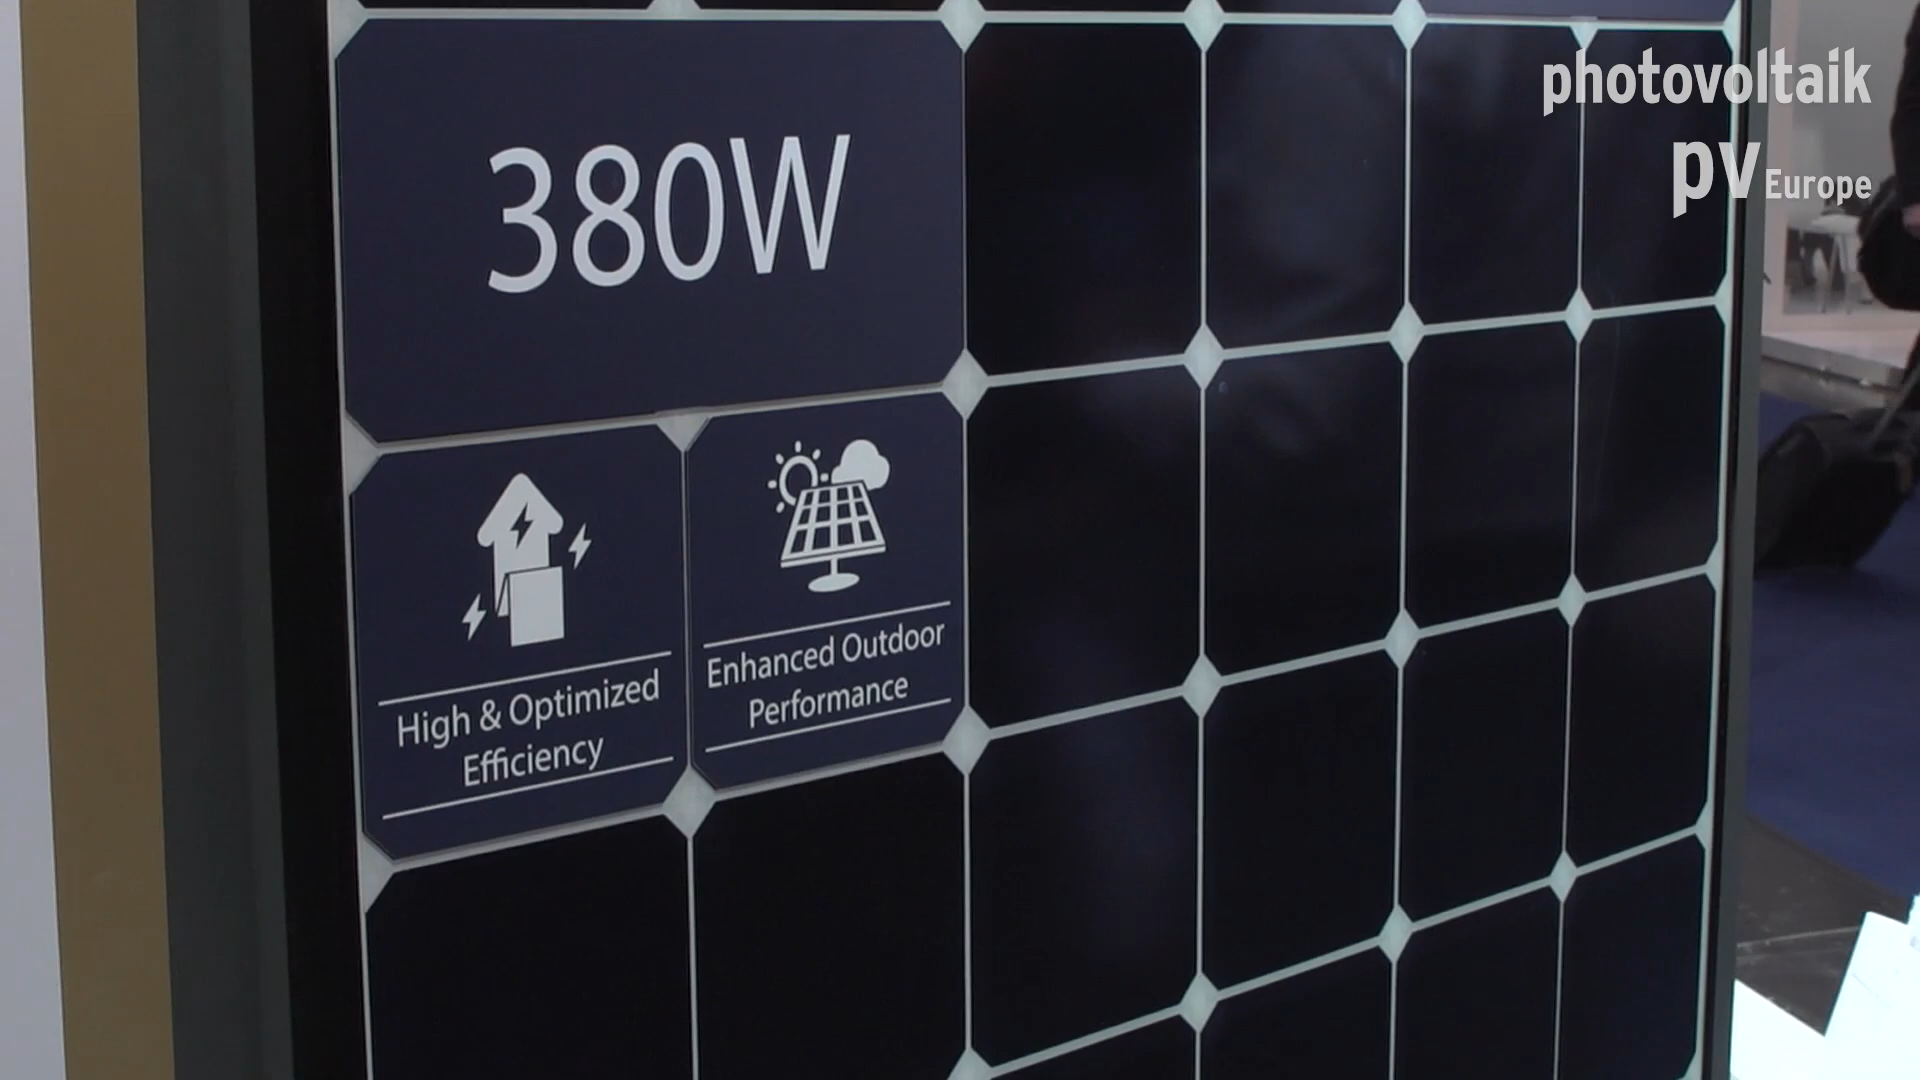 photovoltaik
pv Europe
380W
High & Optimized
Efficiency
Enhanced Outdoor
Performance